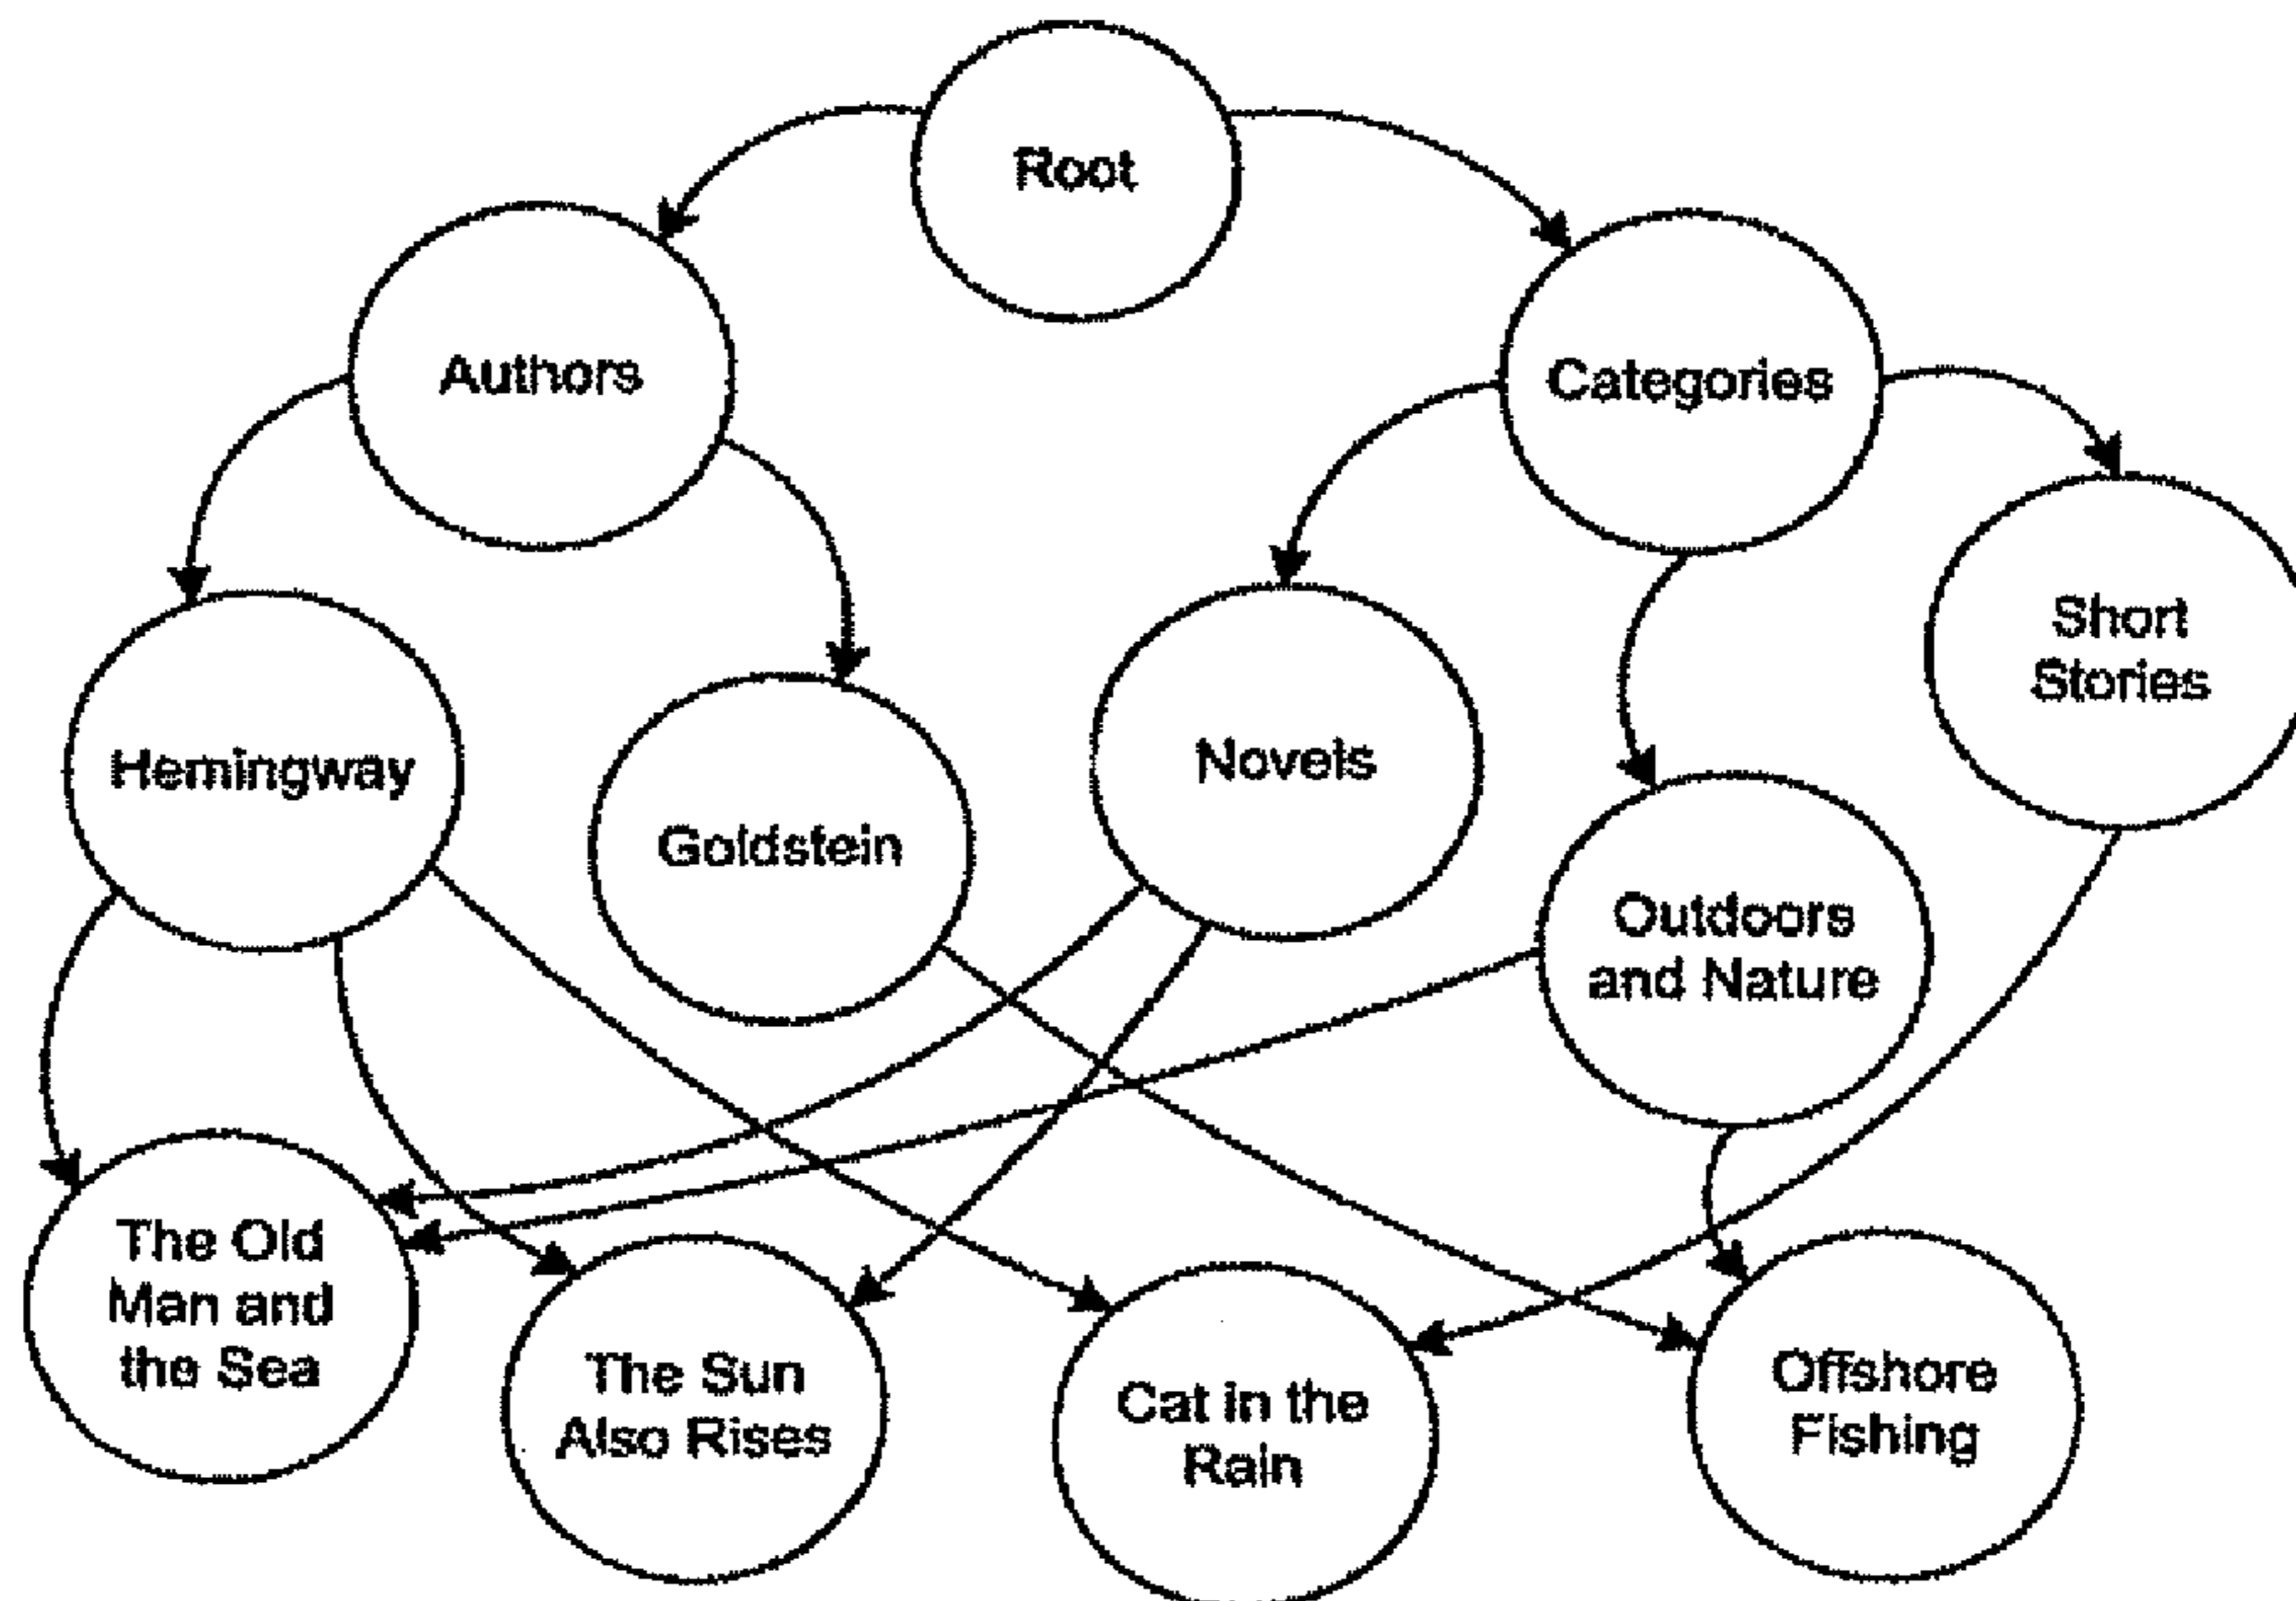 Root
Authors
Categories
Short
Stories
Hemingway
Goldstein
Novels
Outdoors
and Nature
The Old
Man and
the Sea
The Sun
Also Rises
Cat in the
Rain
Offshore
Fishing